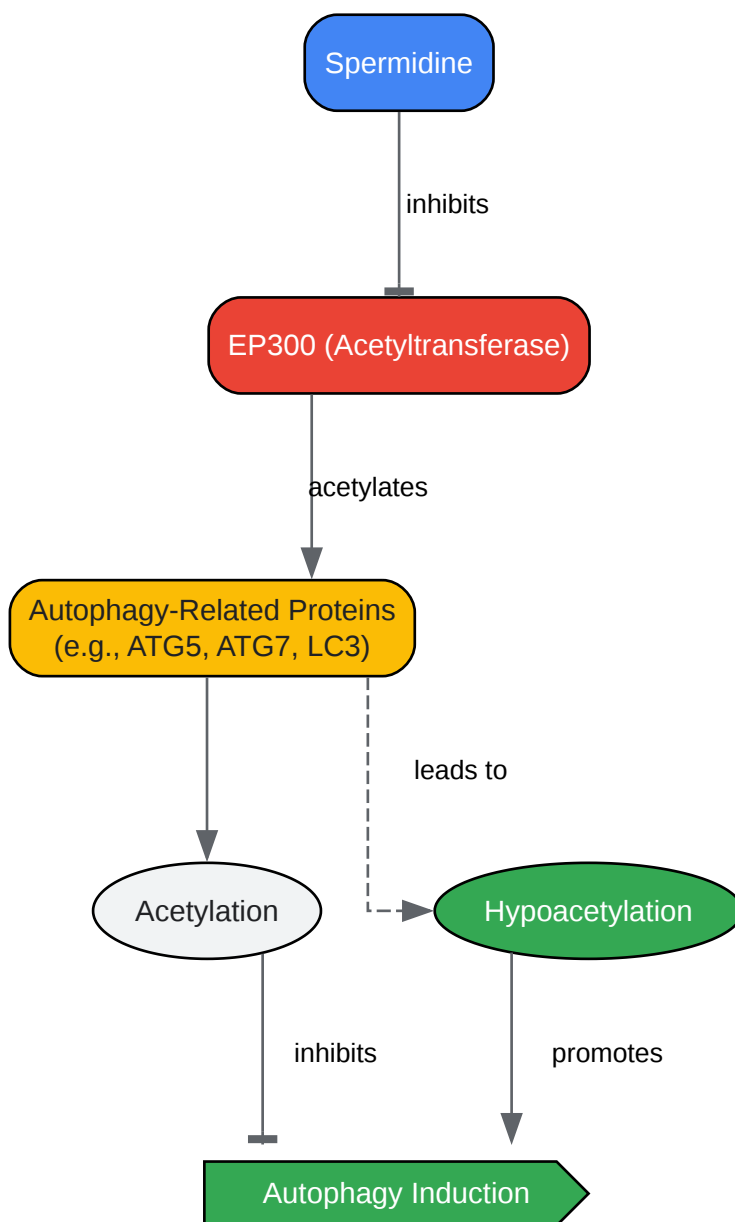 Spermidine
inhibits
EP300 (Acetyltransferase)
acetylates
Autophagy-Related Proteins
(e.g., ATG5, ATG7, LC3)
leads to
Acetylation
Hypoacetylation
inhibits
promotes
Autophagy Induction